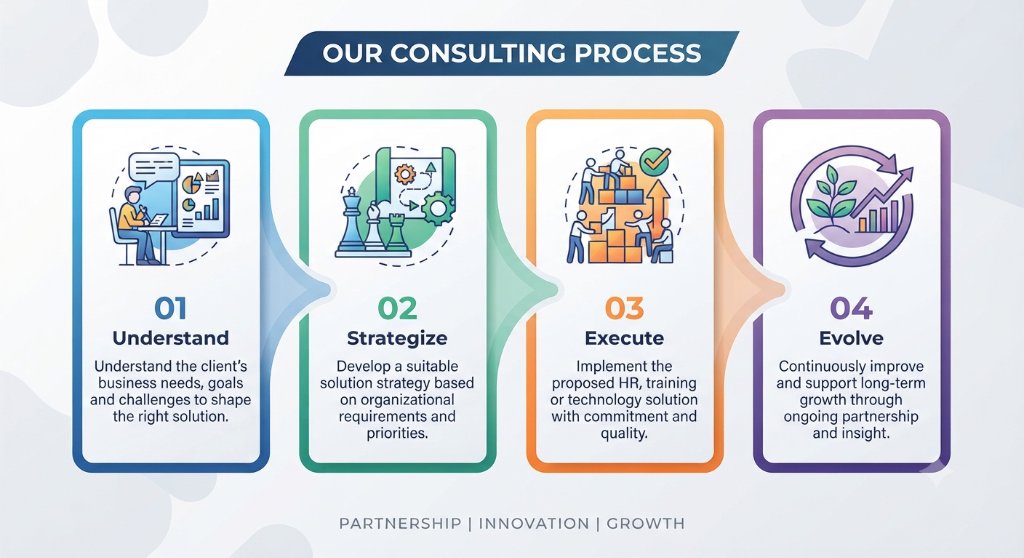 OUR CONSULTING PROCESS
01
Understand
Understand the client's
business needs, goals
and challenges to shape
the right solution.
02
Strategize
Develop a suitable
solution strategy based
on organizational
requirements and
priorities.
03
Execute
Implement the
proposed HR, training
or technology solution
with commitment and
quality.
04
Evolve
Continuously improve
and support long-term
growth through
ongoing partnership
and insight.
PARTNERSHIP | INNOVATION | GROWTH